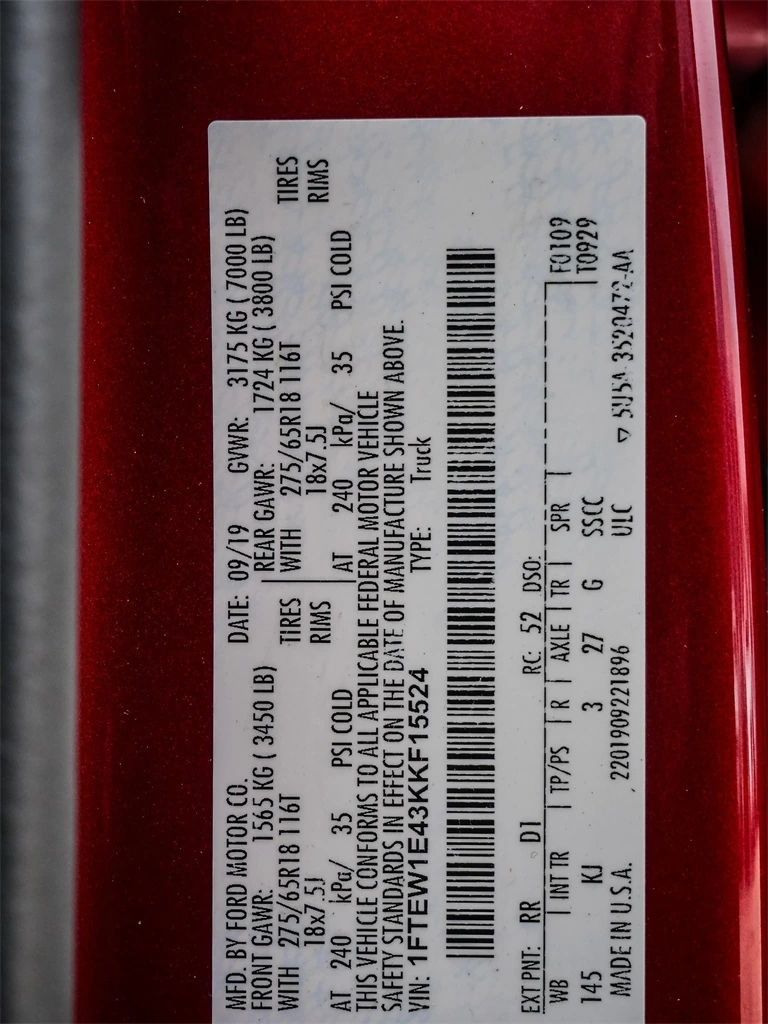 MFD. BY FORD MOTOR CO. DATE: 09/19 GVWR: 3175 KG ( 7000 LB)
FRONT GAWR: 1565 KG ( 3450 LB) REAR GAWR: 1724 KG ( 3800 LB)
WITH 275/65R18 116T TIRES WITH 275/65R18 116T TIRES
18x7.5J RIMS 18x7.5J RIMS
AT 240 kPa/ 35 PSI COLD AT 240 kPa/ 35 PSI COLD
THIS VEHICLE CONFORMS TO ALL APPLICABLE FEDERAL MOTOR VEHICLE
SAFETY STANDARDS IN EFFECT ON THE DATE OF MANUFACTURE SHOWN ABOVE.
VIN: 1FTEW1E43KKF15524 TYPE: Truck
EXT PNT: RR D1 RC: 52 DSO: F0109
WB INT TR TP/PS R AXLE TR SPR T0929
145 KJ 3 27 G SSCC
MADE IN U.S.A. 2201909221896 ULC